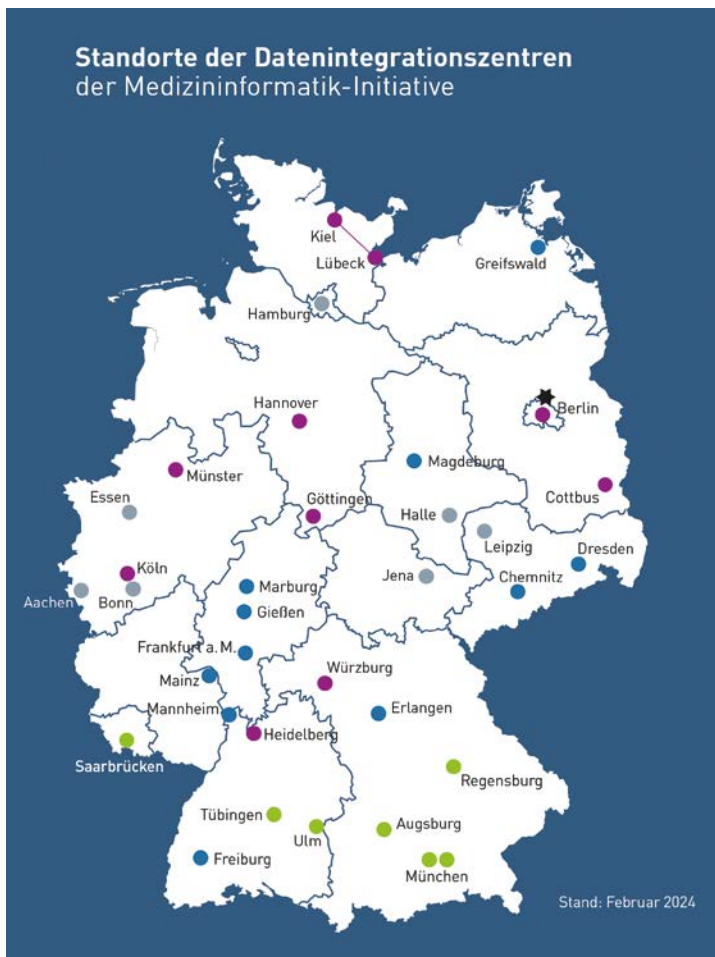 Standorte der Datenintegrationszentren
der Medizininformatik-Initiative
Kiel
Lübeck
Greifswald
Hamburg
Hannover
Berlin
Münster
Magdeburg
Essen
Göttingen
Cottbus
Halle
Leipzig
Köln
Dresden
Marburg
Jena
Chemnitz
Aachen
Bonn
Gießen
Frankfurt a. M.
Mainz
Würzburg
Mannheim
Erlangen
Heidelberg
Saarbrücken
Regensburg
Tübingen
Augsburg
Ulm
Freiburg
München
Stand: Februar 2024